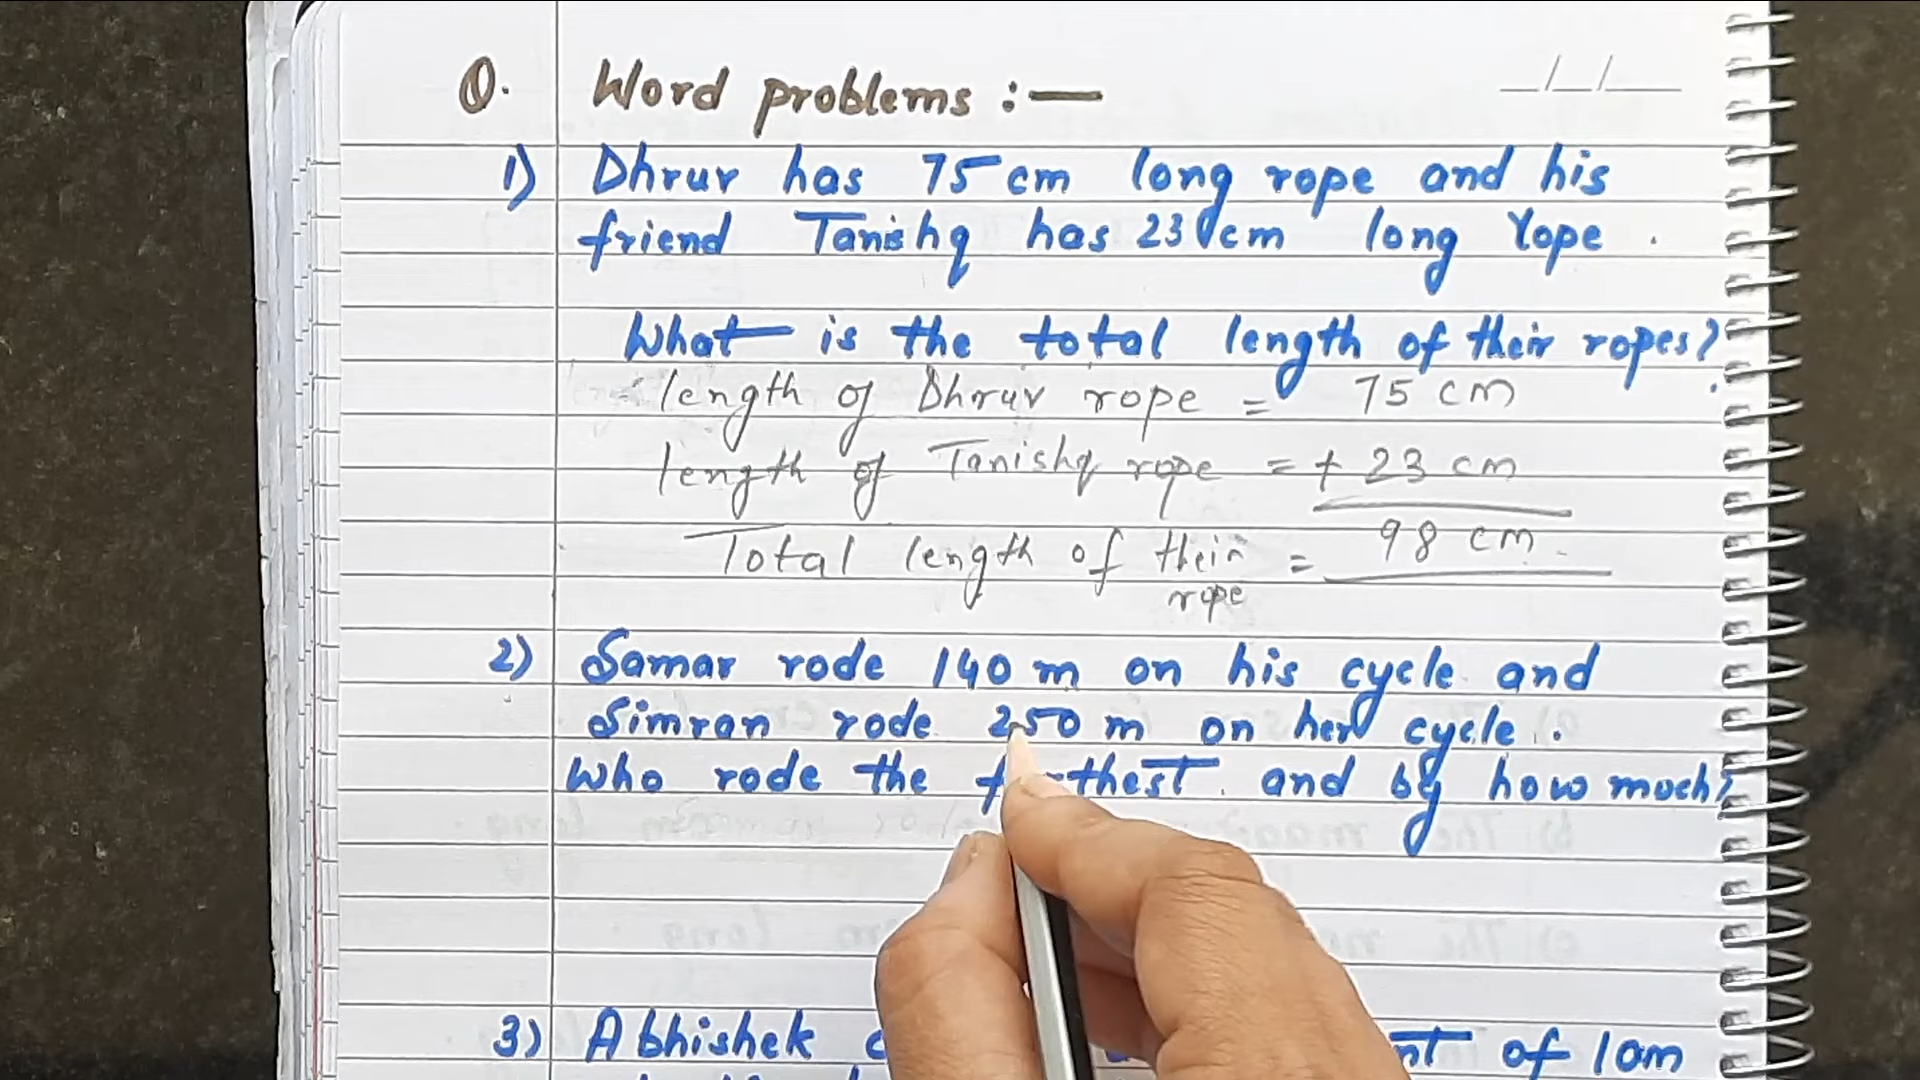 Q. Word problems :—
_/_/__
1) Dhruv has 75 cm long rope and his
friend Tanishq has 23 cm long rope .
What is the total length of their ropes?
length of Dhruv rope = 75 cm
length of Tanishq rope = + 23 cm
Total length of their rope = 98 cm
2) Samar rode 140 m on his cycle and
Simran rode 250 m on her cycle .
Who rode the and by how much?
3) Abhishek of 10m